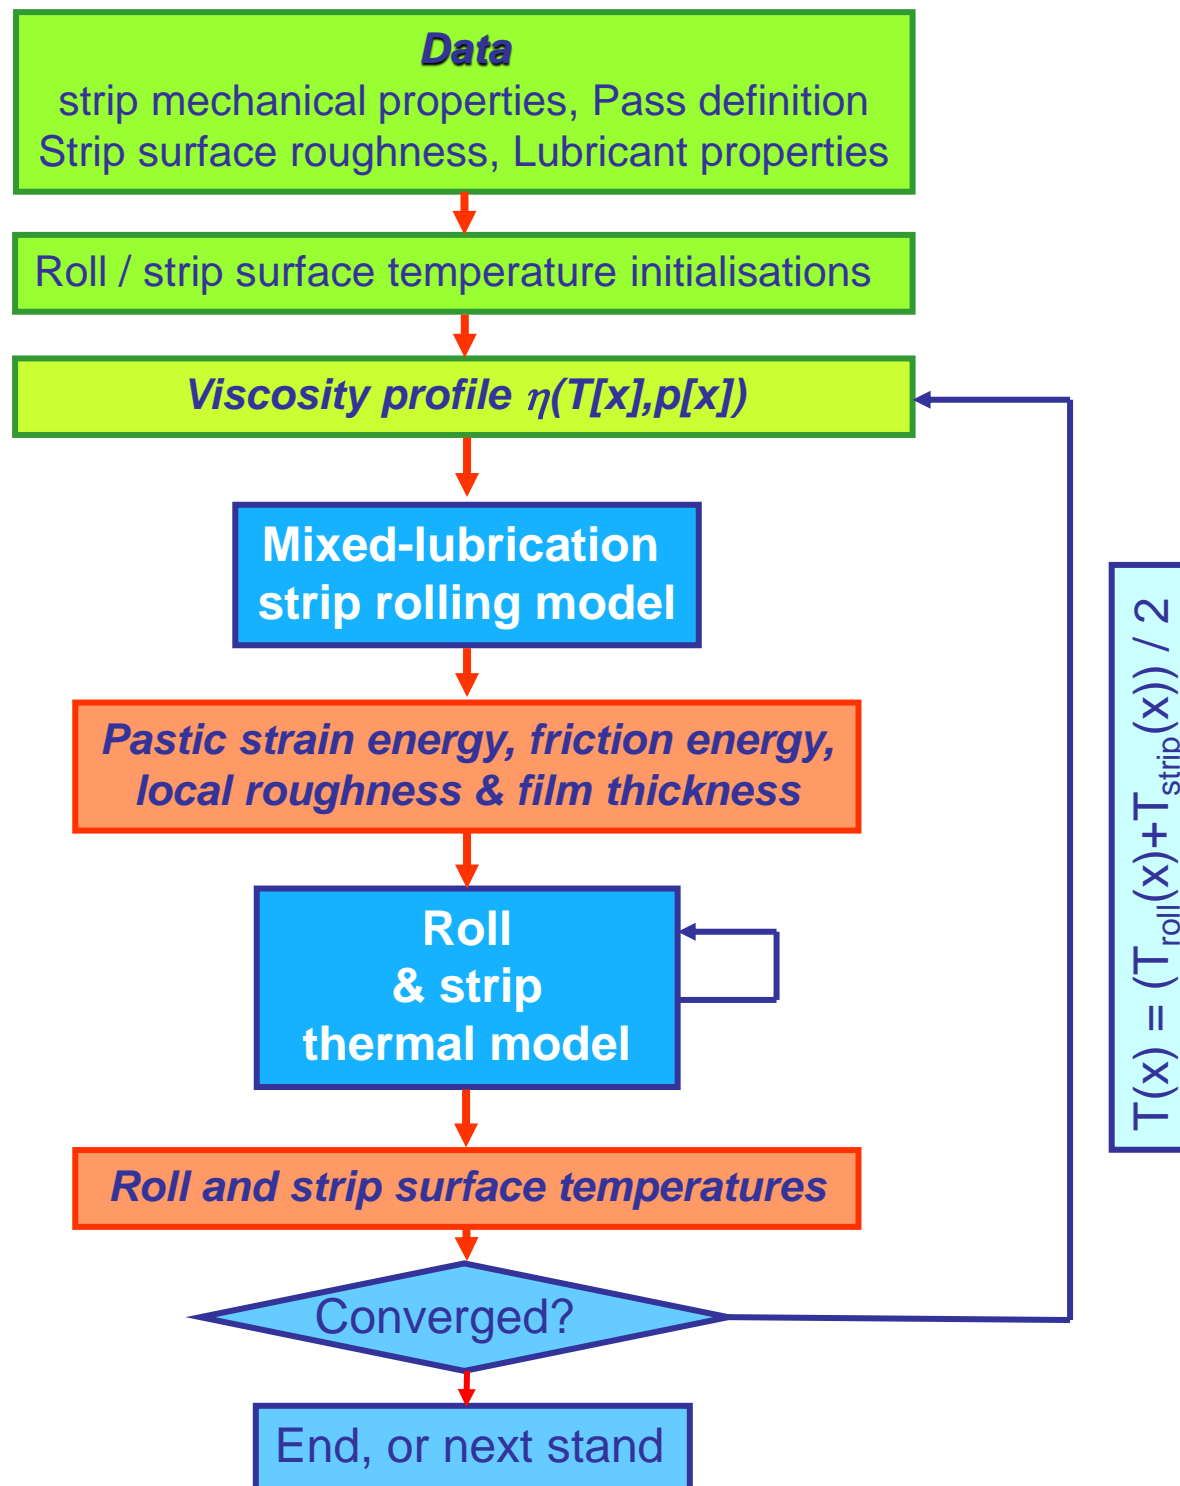 Data
strip mechanical properties, Pass definition
Strip surface roughness, Lubricant properties
Roll / strip surface temperature initialisations
Viscosity profile η(T[x],p[x])
Mixed-lubrication
strip rolling model
Pastic strain energy, friction energy,
local roughness & film thickness
Roll
& strip
thermal model
Roll and strip surface temperatures
Converged?
End, or next stand
T(x) = (T_roll(x)+T_strip(x)) / 2